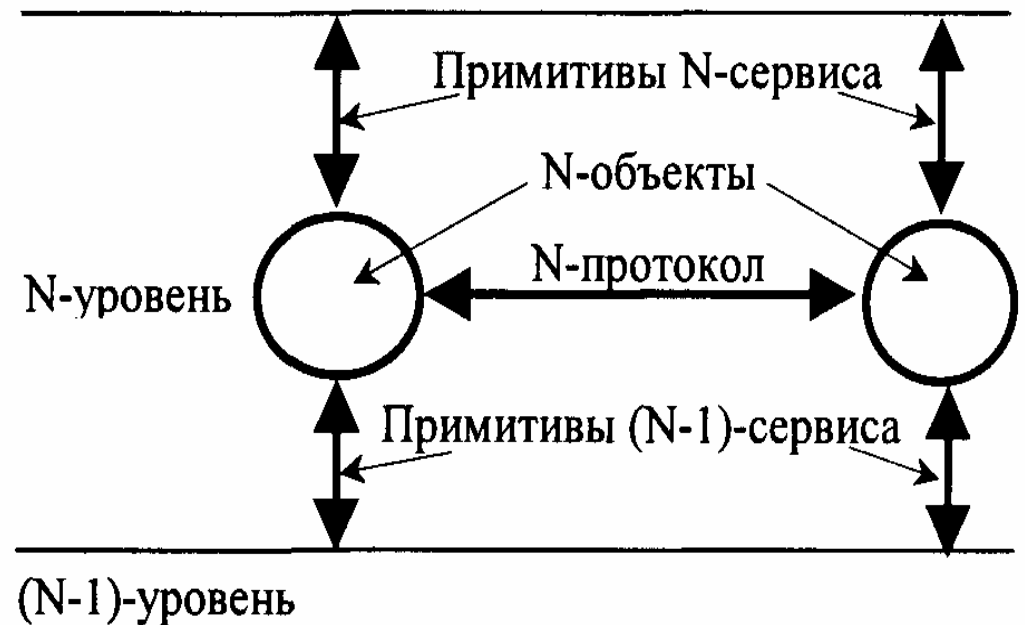 Примитивы N-сервиса
N-объекты
N-протокол
N-уровень
Примитивы (N-1)-сервиса
(N-1)-уровень